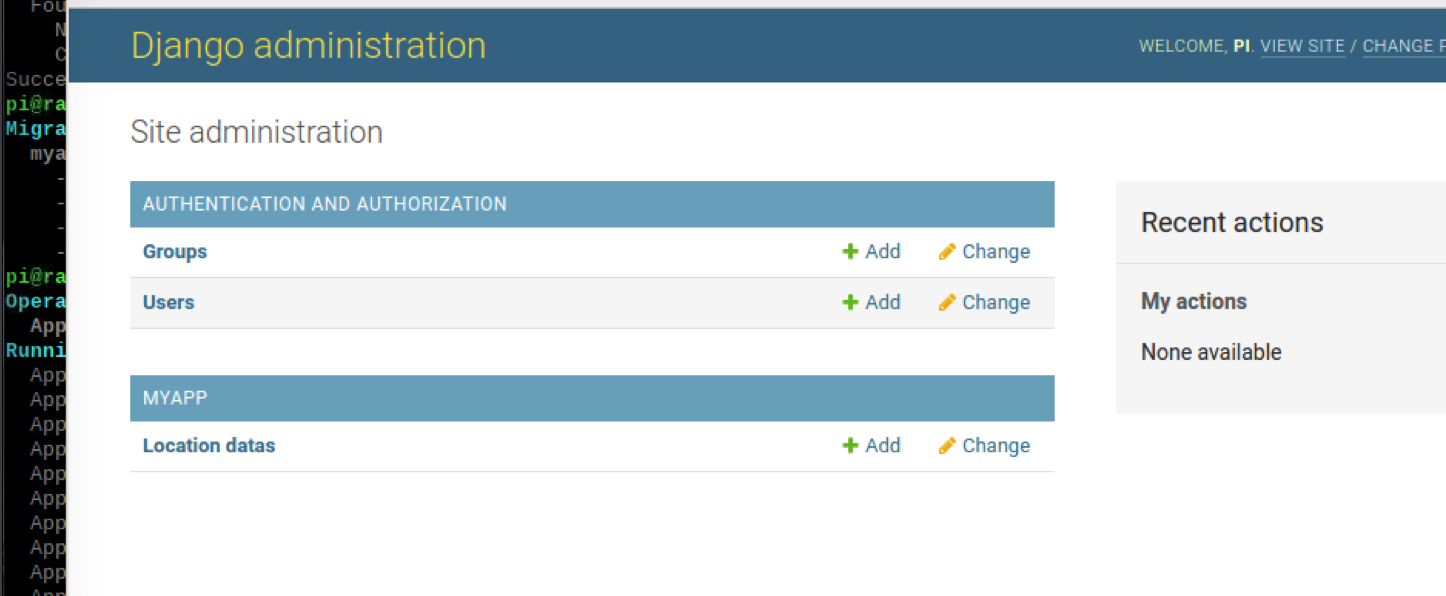 Fou
N
C
Succe
pi@ra
Migra
mya
-
-
-
-
pi@ra
Opera
App
Runni
App
App
App
App
App
App
App
App
App
App
Django administration
WELCOME, PI. VIEW SITE / CHANGE P
Site administration
AUTHENTICATION AND AUTHORIZATION
Groups Add Change
Users Add Change
MYAPP
Location datas Add Change
Recent actions
My actions
None available